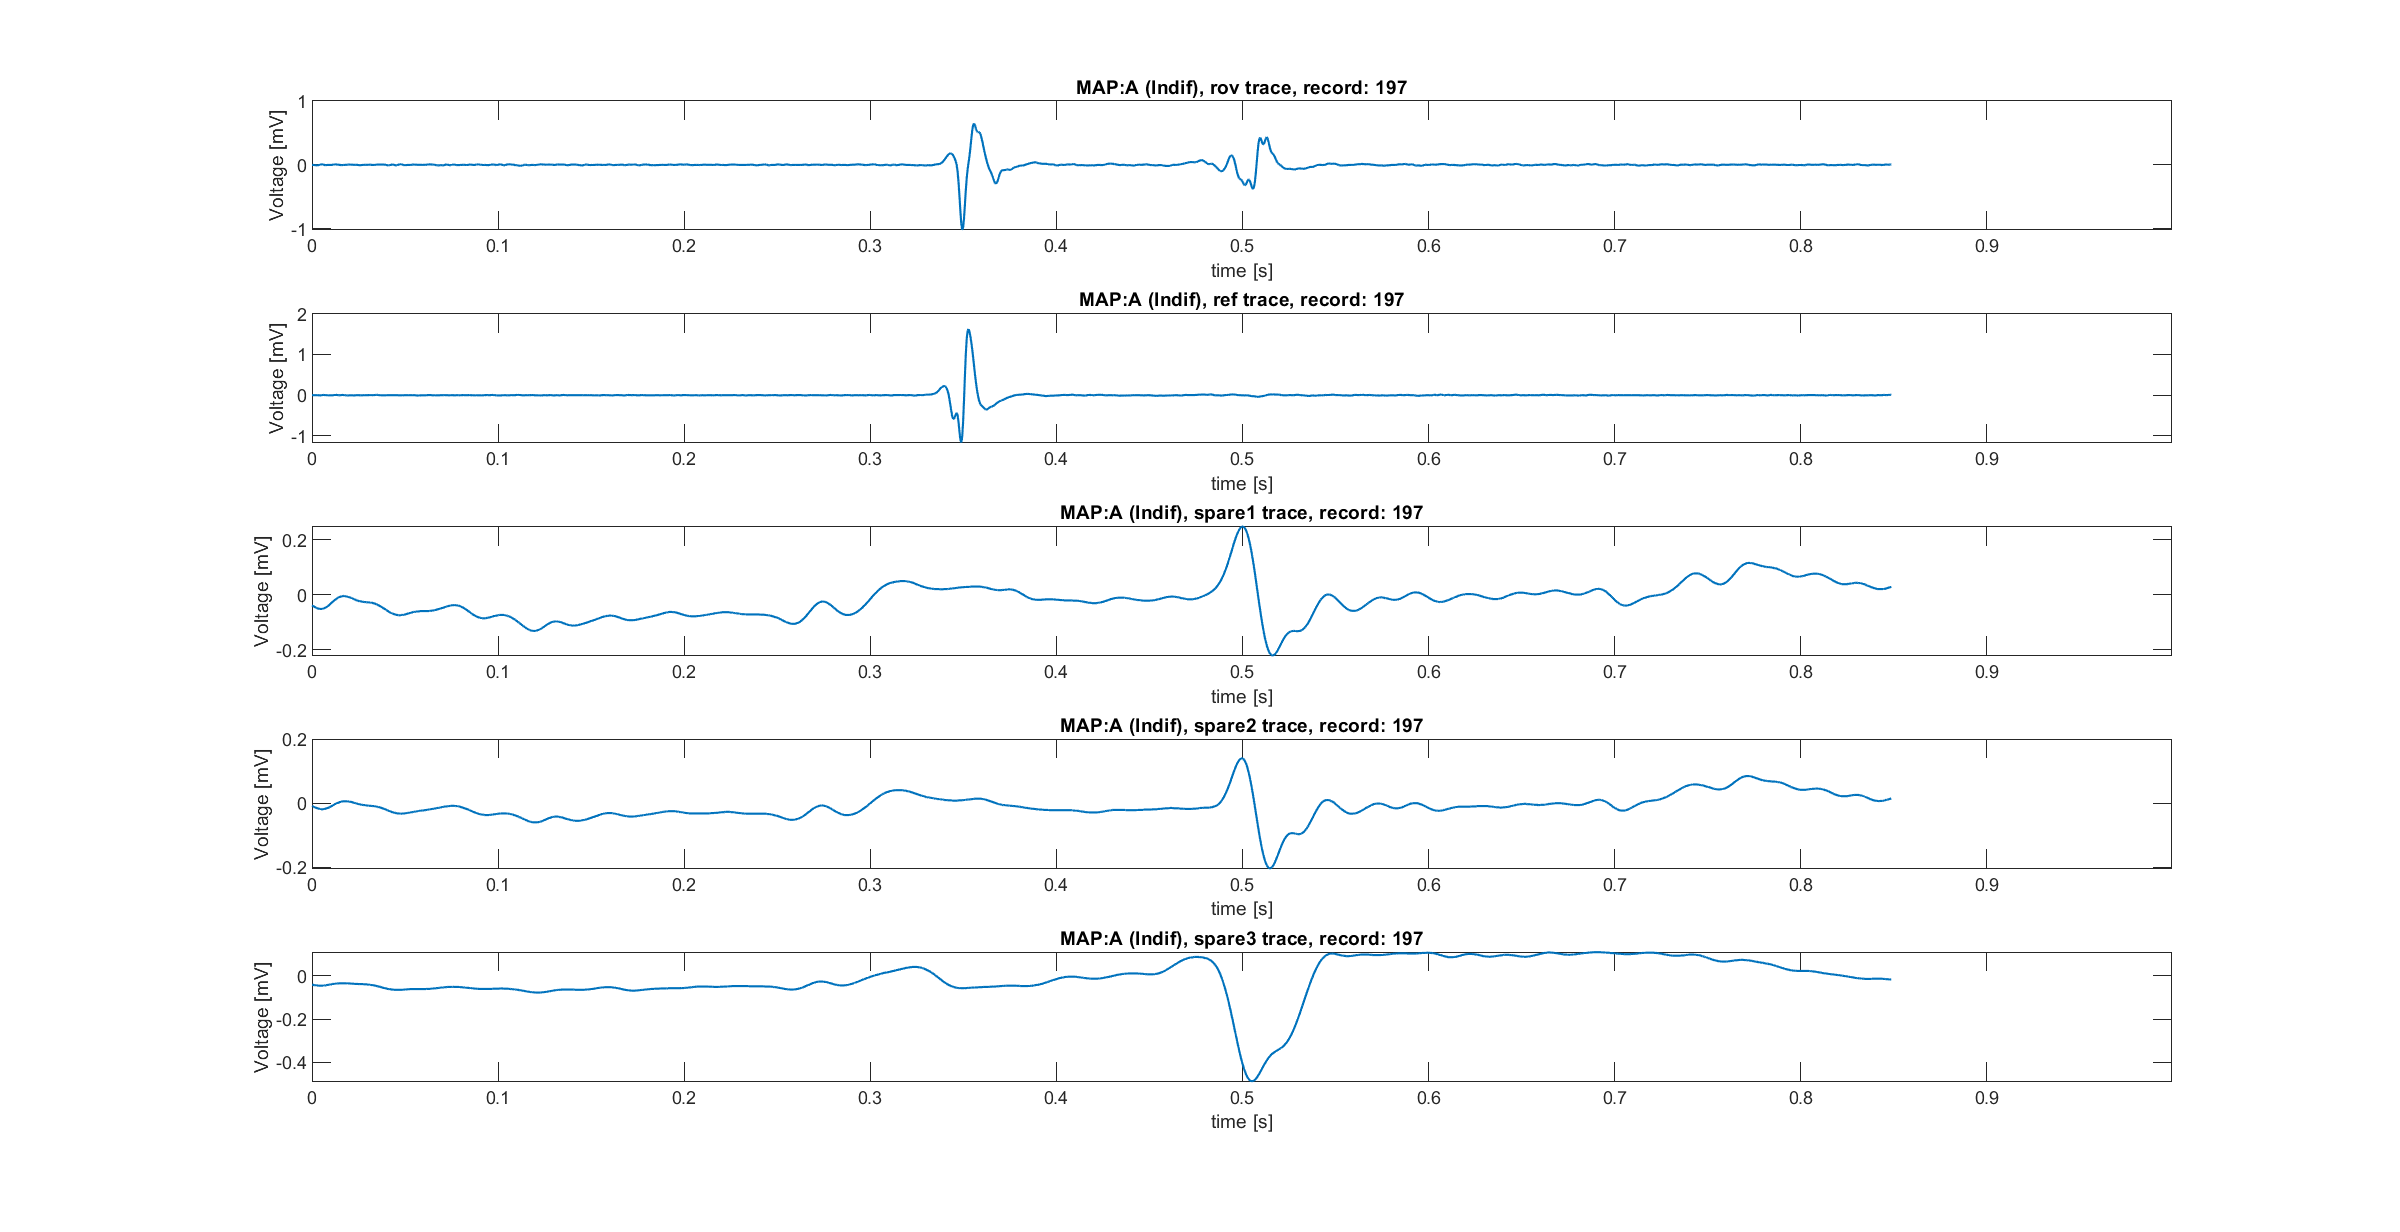 MAP:A (Indif), rov trace, record: 197
Voltage [mV]
1
0
-1
0 0.1 0.2 0.3 0.4 0.5 0.6 0.7 0.8 0.9
time [s]
MAP:A (Indif), ref trace, record: 197
Voltage [mV]
2
1
0
-1
0 0.1 0.2 0.3 0.4 0.5 0.6 0.7 0.8 0.9
time [s]
MAP:A (Indif), spare1 trace, record: 197
Voltage [mV]
0.2
0
-0.2
0 0.1 0.2 0.3 0.4 0.5 0.6 0.7 0.8 0.9
time [s]
MAP:A (Indif), spare2 trace, record: 197
Voltage [mV]
0.2
0
-0.2
0 0.1 0.2 0.3 0.4 0.5 0.6 0.7 0.8 0.9
time [s]
MAP:A (Indif), spare3 trace, record: 197
Voltage [mV]
0
-0.2
-0.4
0 0.1 0.2 0.3 0.4 0.5 0.6 0.7 0.8 0.9
time [s]